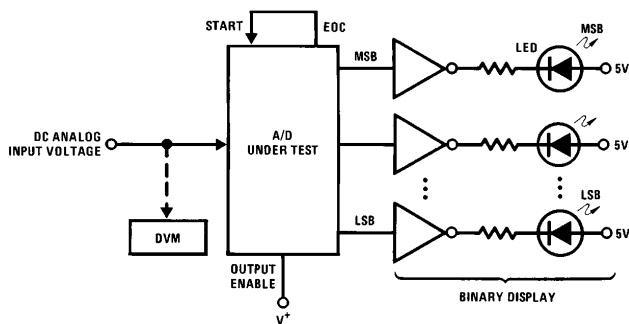 START
EOC
MSB
LED
MSB
5V
DC ANALOG
INPUT VOLTAGE
A/D
UNDER TEST
5V
DVM
LSB
LSB
5V
OUTPUT
ENABLE
V+
BINARY DISPLAY